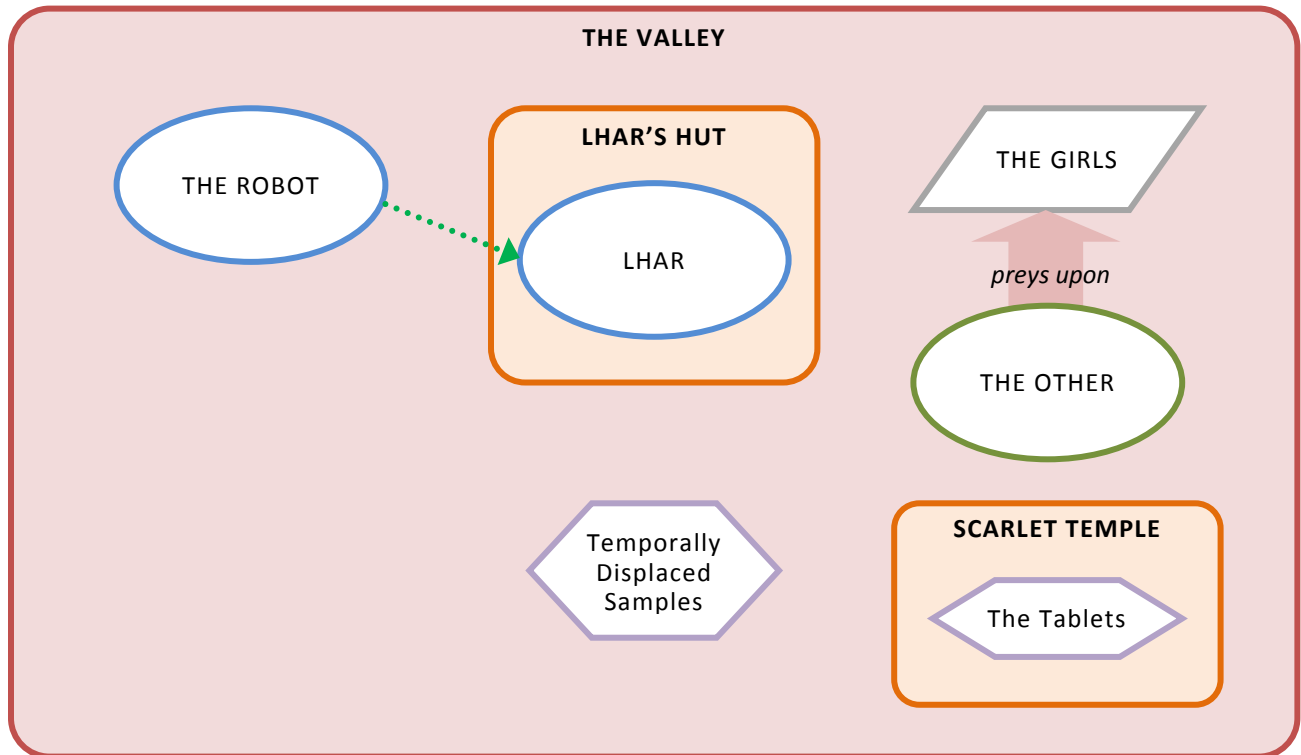 THE VALLEY
THE ROBOT
LHAR'S HUT
LHAR
THE GIRLS
preys upon
THE OTHER
Temporally
Displaced
Samples
SCARLET TEMPLE
The Tablets